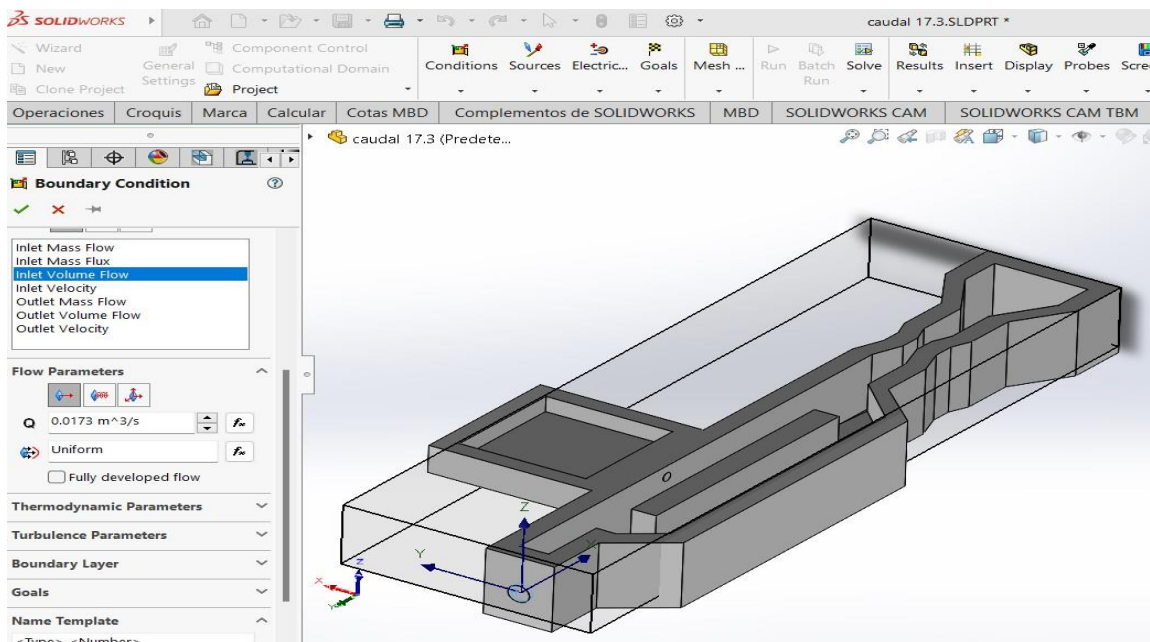 SOLIDWORKS
caudal 17.3.SLDPRT *
Wizard
New
Clone Project
General Settings
Component Control
Computational Domain
Project
Conditions
Sources
Electric...
Goals
Mesh ...
Run
Batch Run
Solve
Results
Insert
Display
Probes
Scree
Operaciones
Croquis
Marca
Calcular
Cotas MBD
Complementos de SOLIDWORKS
MBD
SOLIDWORKS CAM
SOLIDWORKS CAM TBM
caudal 17.3 (Predete...
Boundary Condition
Inlet Mass Flow
Inlet Mass Flux
Inlet Volume Flow
Inlet Velocity
Outlet Mass Flow
Outlet Volume Flow
Outlet Velocity
Flow Parameters
Q 0.0173 m^3/s
Uniform
Fully developed flow
Thermodynamic Parameters
Turbulence Parameters
Boundary Layer
Goals
Name Template
<Type> <Number>
Z
Y
X
Z
X
Y